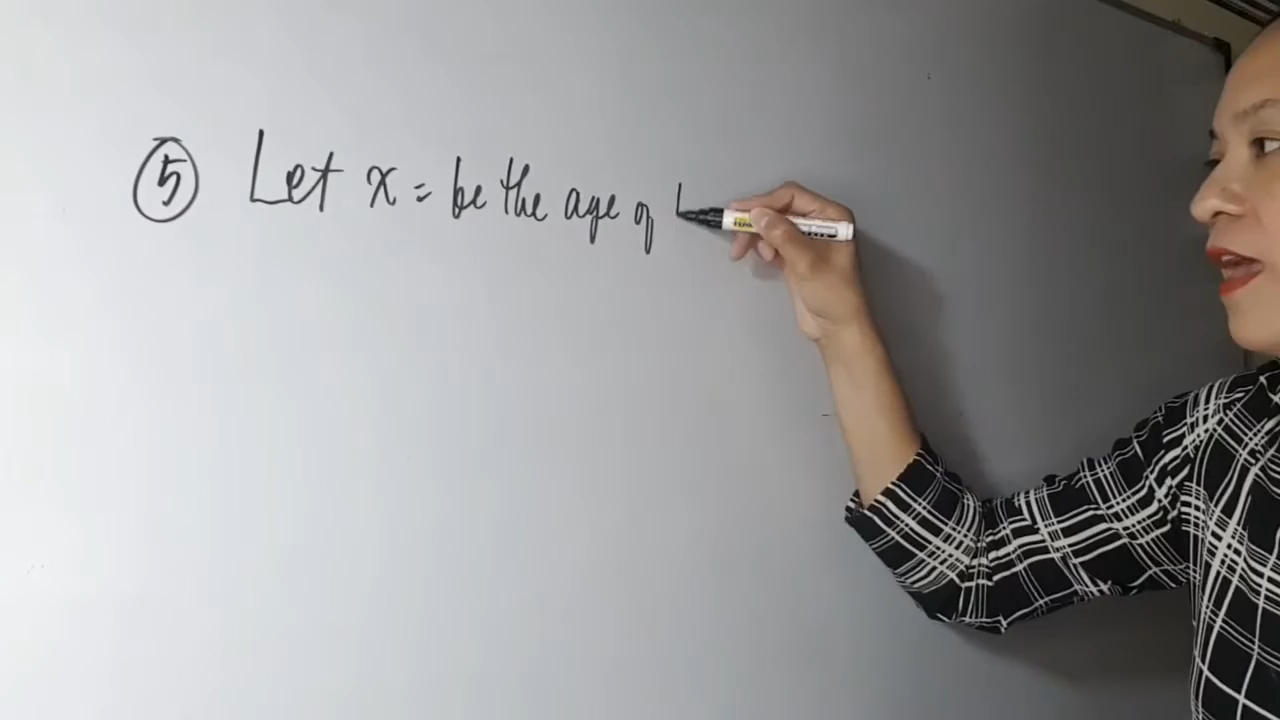 5 Let x = be the age of